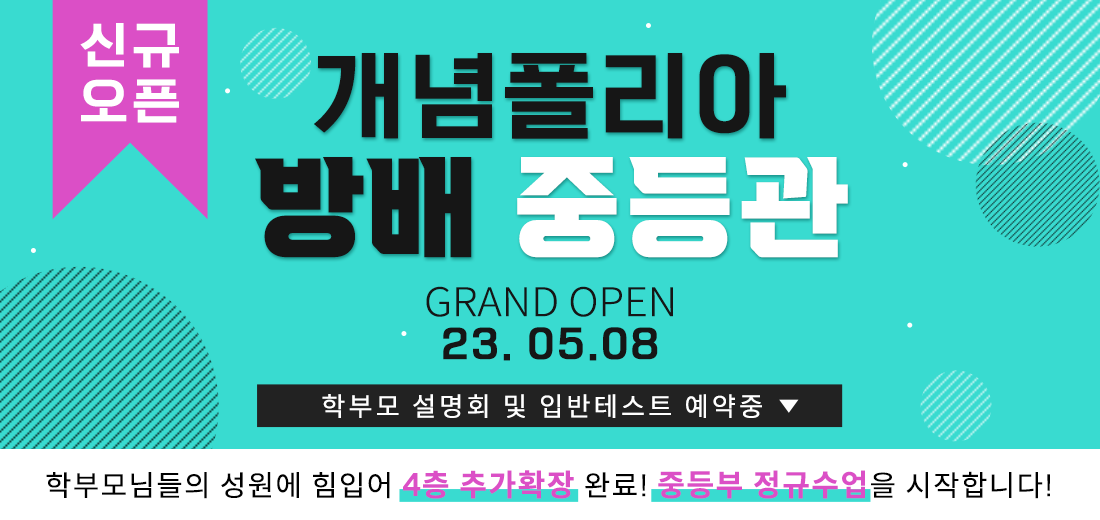 신규
오픈
개념폴리아
방배 중등관
GRAND OPEN
23. 05.08
학부모 설명회 및 입반테스트 예약중 ▼
학부모님들의 성원에 힘입어 4층 추가확장 완료! 중등부 정규수업을 시작합니다!